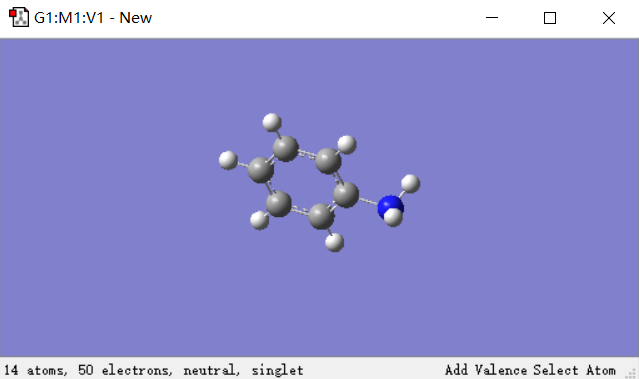 G1:M1:V1 - New
14 atoms, 50 electrons, neutral, singlet
Add Valence Select Atom